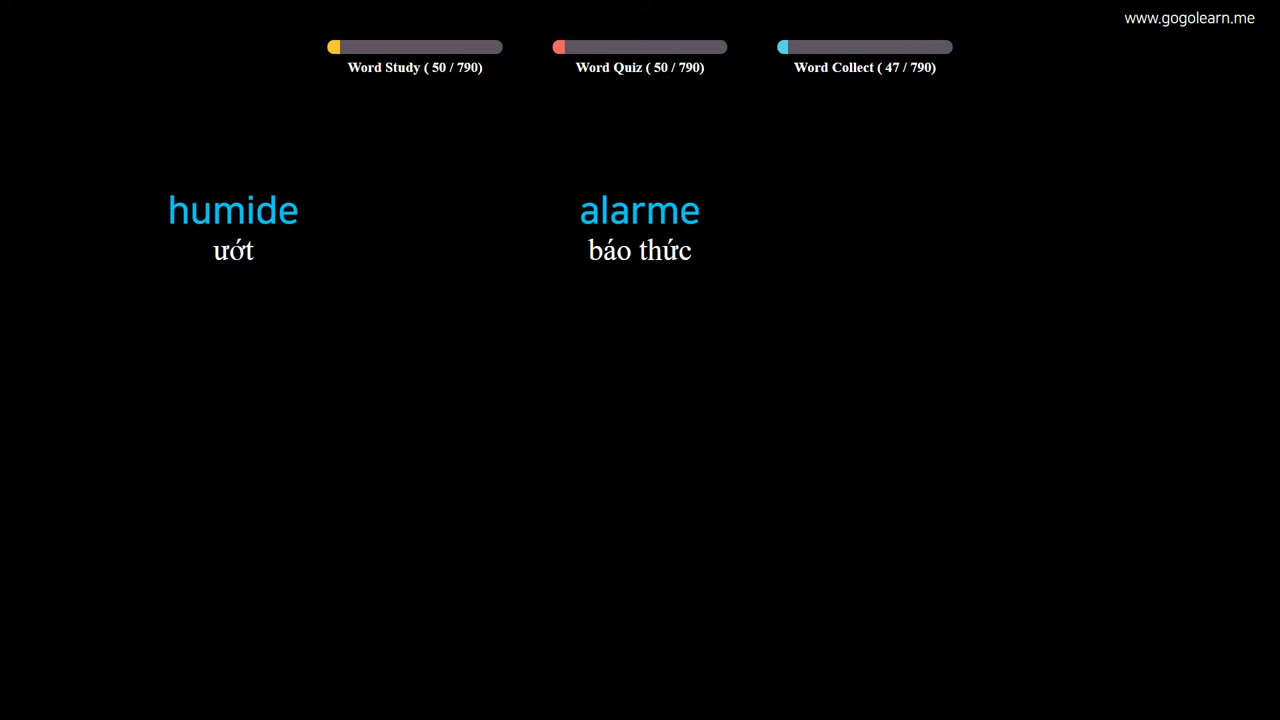 www.gogolearn.me
Word Study ( 50 / 790)
Word Quiz ( 50 / 790)
Word Collect ( 47 / 790)
humide
ướt
alarme
báo thức